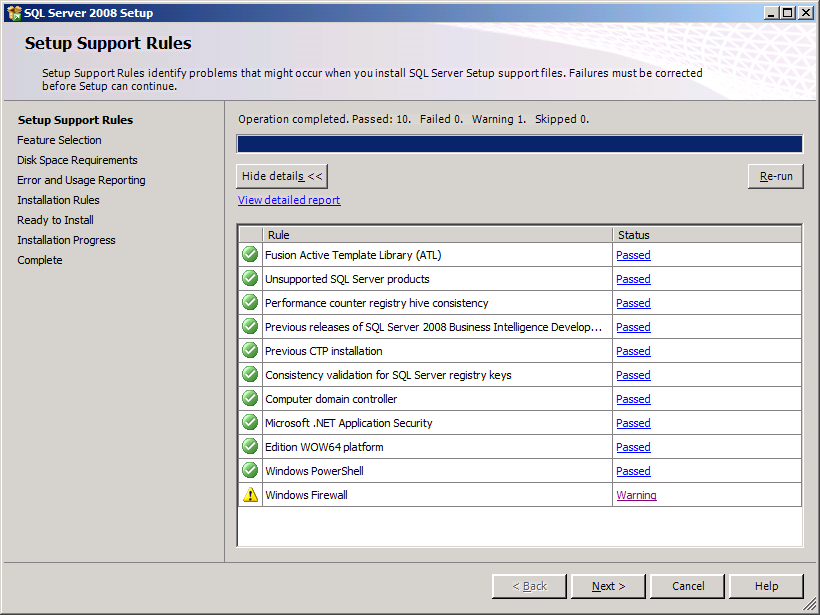 SQL Server 2008 Setup
Setup Support Rules
Setup Support Rules identify problems that might occur when you install SQL Server Setup support files. Failures must be corrected
before Setup can continue.
Setup Support Rules
Feature Selection
Disk Space Requirements
Error and Usage Reporting
Installation Rules
Ready to Install
Installation Progress
Complete
Operation completed. Passed: 10. Failed 0. Warning 1. Skipped 0.
Hide details <<
Re-run
View detailed report
Rule Status
Fusion Active Template Library (ATL) Passed
Unsupported SQL Server products Passed
Performance counter registry hive consistency Passed
Previous releases of SQL Server 2008 Business Intelligence Develop... Passed
Previous CTP installation Passed
Consistency validation for SQL Server registry keys Passed
Computer domain controller Passed
Microsoft .NET Application Security Passed
Edition WOW64 platform Passed
Windows PowerShell Passed
Windows Firewall Warning
< Back Next > Cancel Help